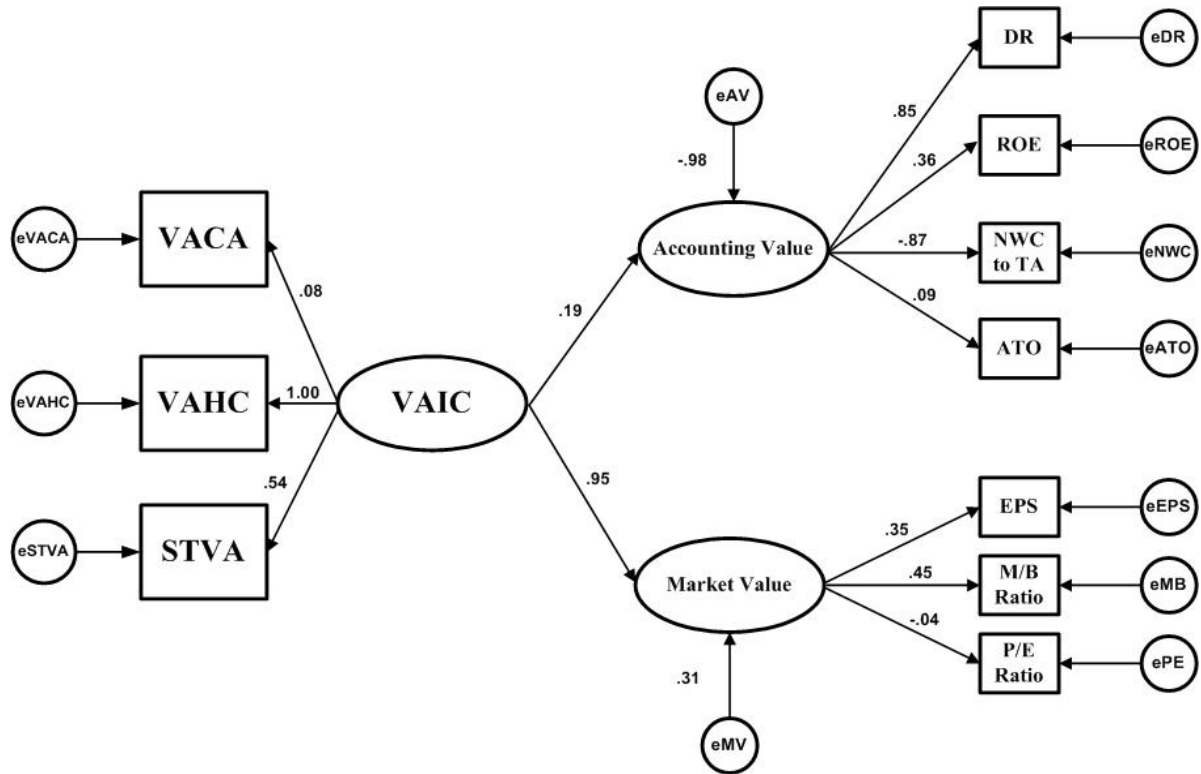 DR
eDR
eAV
.85
ROE
eROE
.36
-.98
eVACA
VACA
Accounting Value
-.87
NWC
to TA
eNWC
.08
.19
.09
ATO
eATO
eVAHC
VAHC
1.00
VAIC
.54
.95
EPS
eEPS
.35
eSTVA
STVA
Market Value
.45
M/B
Ratio
eMB
-.04
P/E
Ratio
ePE
.31
eMV